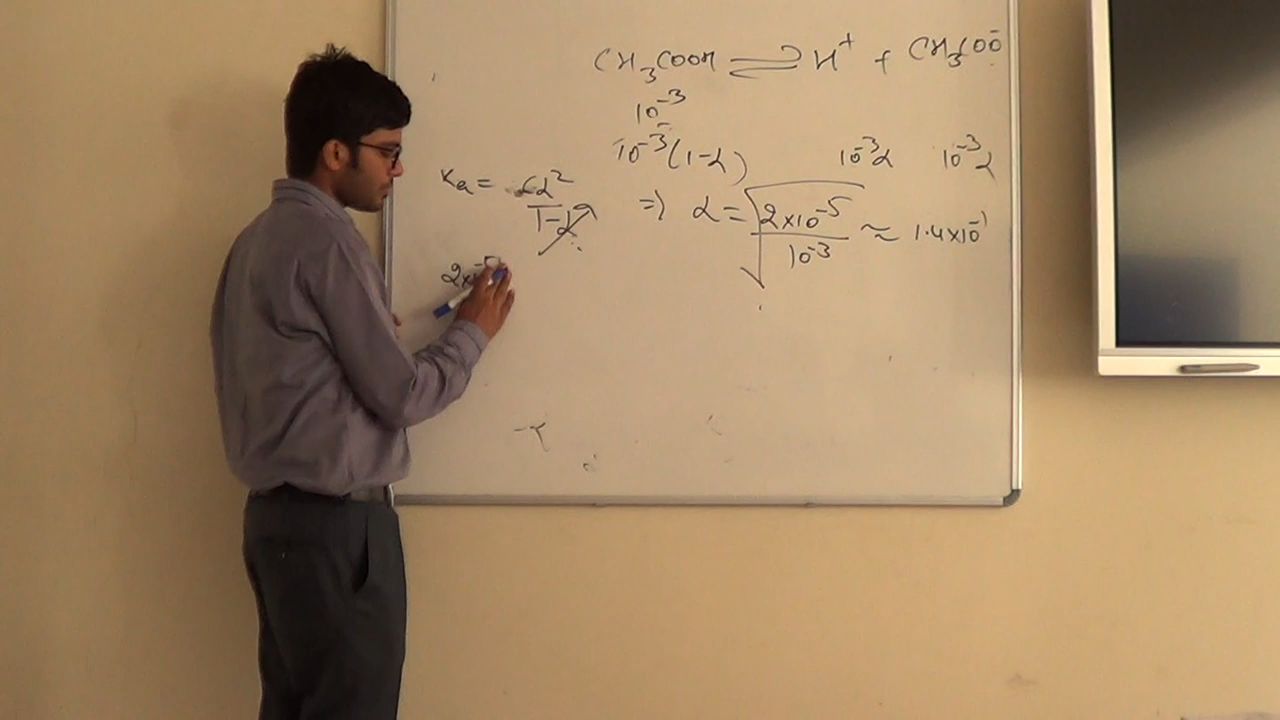 CH₃COOH ⇌ H⁺ + CH₃COO⁻
10⁻³
10⁻³(1-α) 10⁻³α 10⁻³α
Ka = cα²/1-α ⇒ α = √(2×10⁻⁵/10⁻³) ≈ 1.4×10⁻¹